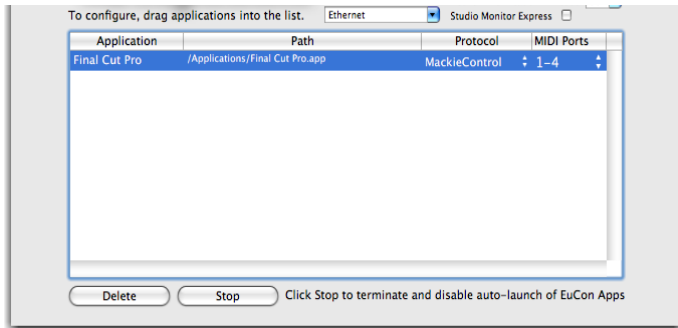 To configure, drag applications into the list. Ethernet Studio Monitor Express
Application Path Protocol MIDI Ports
Final Cut Pro /Applications/Final Cut Pro.app MackieControl 1-4
Delete Stop Click Stop to terminate and disable auto-launch of EuCon Apps